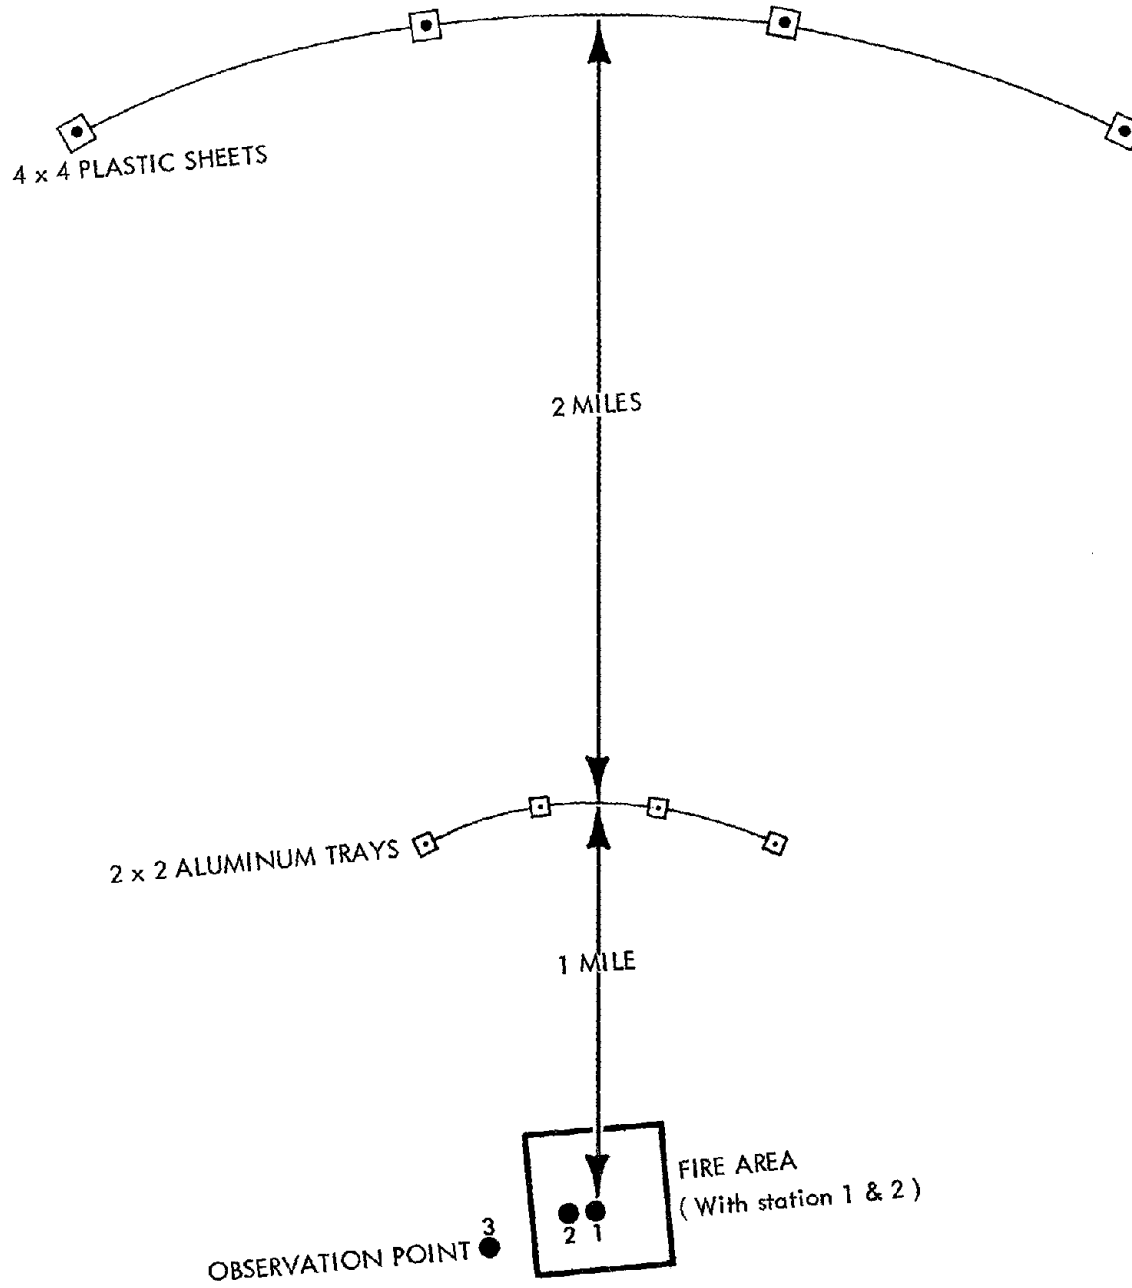 4 x 4 PLASTIC SHEETS
2 MILES
2 x 2 ALUMINUM TRAYS
1 MILE
FIRE AREA
( With station 1 & 2 )
2 1
3
OBSERVATION POINT